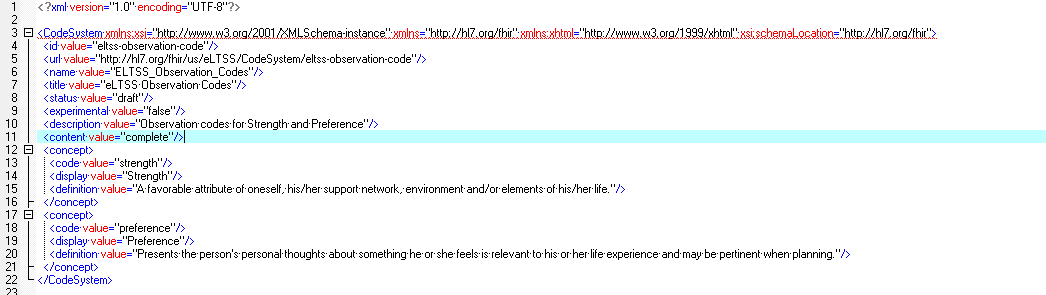 1 <?xml version="1.0" encoding="UTF-8"?>
2
3 <CodeSystem xmlns:xsi="http://www.w3.org/2001/XMLSchema-instance" xmlns="http://hl7.org/fhir" xmlns:xhtml="http://www.w3.org/1999/xhtml" xsi:schemaLocation="http://hl7.org/fhir">
4 <id value="eltss-observation-code"/>
5 <url value="http://hl7.org/fhir/us/eLTSS/CodeSystem/eltss-observation-code"/>
6 <name value="ELTSS_Observation_Codes"/>
7 <title value="eLTSS Observation Codes"/>
8 <status value="draft"/>
9 <experimental value="false"/>
10 <description value="Observation codes for Strength and Preference"/>
11 <content value="complete"/>
12 <concept>
13 <code value="strength"/>
14 <display value="Strength"/>
15 <definition value="A favorable attribute of oneself, his/her support network, environment and/or elements of his/her life."/>
16 </concept>
17 <concept>
18 <code value="preference"/>
19 <display value="Preference"/>
20 <definition value="Presents the person's personal thoughts about something he or she feels is relevant to his or her life experience and may be pertinent when planning."/>
21 </concept>
22 </CodeSystem>
23